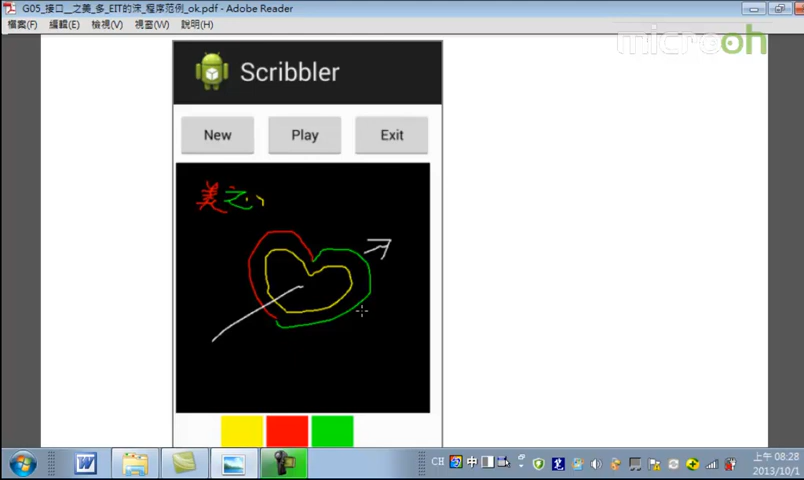 G05_接口__之美_多_EIT的沫_程序范例_ok.pdf - Adobe Reader
檔案(F) 編輯(E) 檢視(V) 視窗(W) 說明(H)
microoh
Scribbler
New Play Exit
美之
CH 中
上午 08:28
2013/10/1